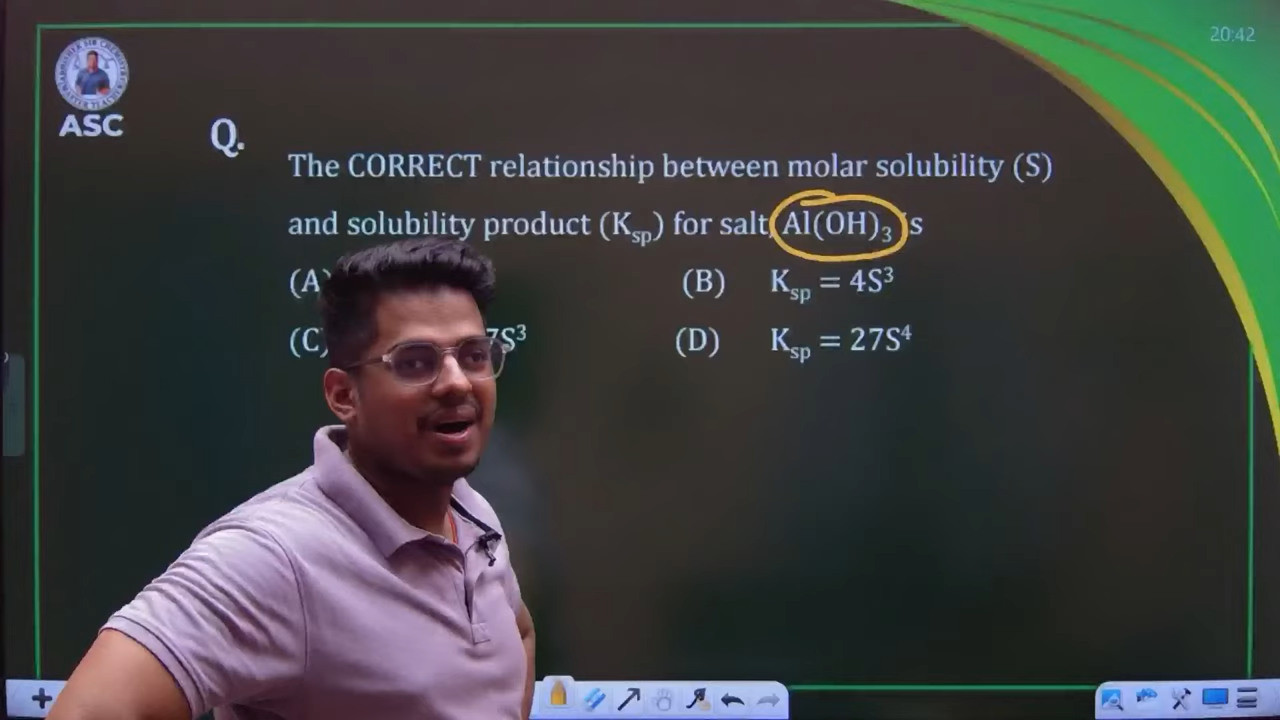 20:42
ASC
Q.
The CORRECT relationship between molar solubility (S)
and solubility product (Ksp) for salt Al(OH)3 is
(A) (B) Ksp = 4S³
(C) 7S³ (D) Ksp = 27S⁴